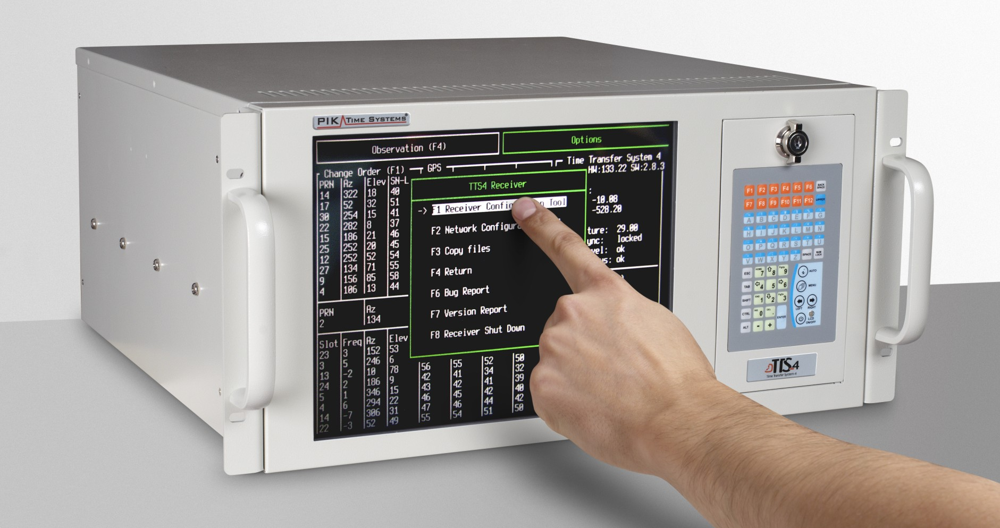 PIK TIME SYSTEMS®
Observation (F4)
Options
Change Order (F1)
GPS
Time Transfer System 4
HW:133.22 SW:2.8.3
PRN Az Elev SN-L
14 322 18 40
17 52 32 51
30 254 15 41
22 282 8 37
15 186 21 46
25 252 20 45
12 252 52 54
27 134 71 55
9 156 85 58
4 106 13 44
PRN Az
2 134
Slot Freq Az Elev
23 3 152 53
3 5 246 6 56 55 52 50
13 -2 10 78 42 41 34 32
24 2 186 9 43 42 41 39
5 1 346 15 46 45 42 40
4 6 294 22 47 46 44 42
14 -7 306 31 55 54 51 50
22 -3 52 49
TTS4 Receiver
-> F1 Receiver Tool
F2 Network
F3 Copy files
F4 Return
F6 Bug Report
F7 Version Report
F8 Receiver Shut Down
:
-10.08
-528.20
ture: 29.00
ync: locked
vel: ok
us: ok
F1 F2 F3 F4 F5 F6 BACK SPACE
F7 F8 F9 F10 F11 F12 UPPER
A B C D E F G
H I J K L M N
O P Q R S T U
V W X Y Z SPACE NUM LOCK
ESC HOME 7 8 PgUp 9 AUTO
TAB 4 5 6 MENU
SHIFT END 1 2 PgDn 3 LEFT RIGHT
CTRL INS 0 DEL . ENTER LCD ON/OFF
ALT - +
TTS-4
Time Transfer System-4